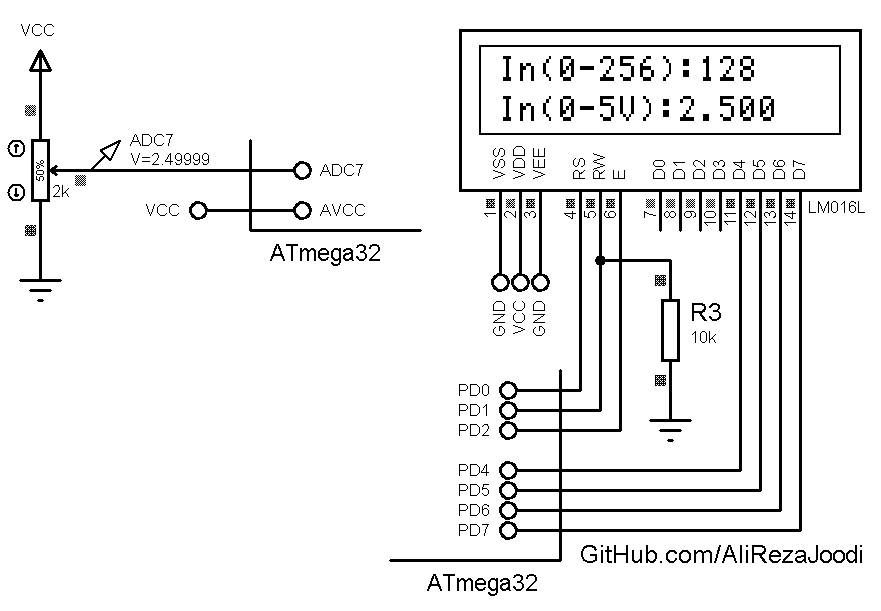 VCC
50%
2k
ADC7
V=2.49999
ADC7
VCC
AVCC
ATmega32
In(0-256):128
In(0-5V):2.500
VSS
VDD
VEE
RS
RW
E
D0
D1
D2
D3
D4
D5
D6
D7
LM016L
1
2
3
4
5
6
7
8
9
10
11
12
13
14
GND
VCC
GND
R3
10k
PD0
PD1
PD2
PD4
PD5
PD6
PD7
GitHub.com/AliRezaJoodi
ATmega32